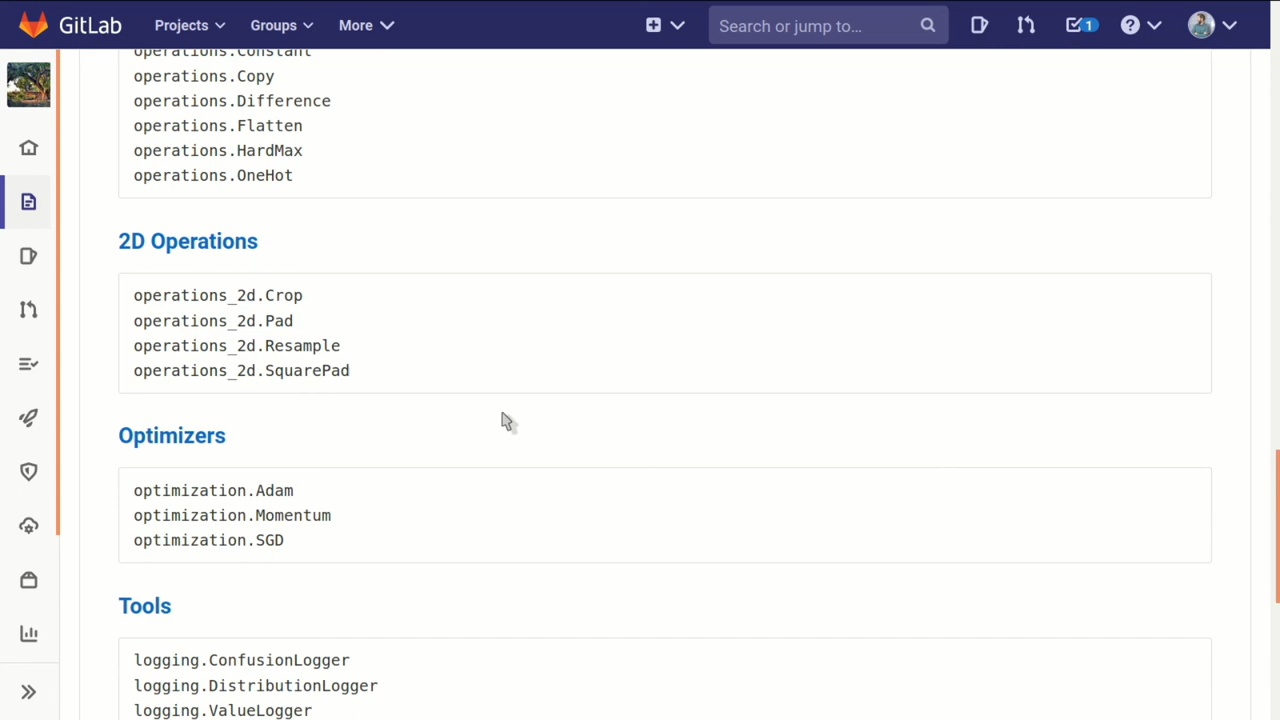 GitLab
Projects
Groups
More
Search or jump to...
1
operations.Constant
operations.Copy
operations.Difference
operations.Flatten
operations.HardMax
operations.OneHot
2D Operations
operations_2d.Crop
operations_2d.Pad
operations_2d.Resample
operations_2d.SquarePad
Optimizers
optimization.Adam
optimization.Momentum
optimization.SGD
Tools
logging.ConfusionLogger
logging.DistributionLogger
logging.ValueLogger